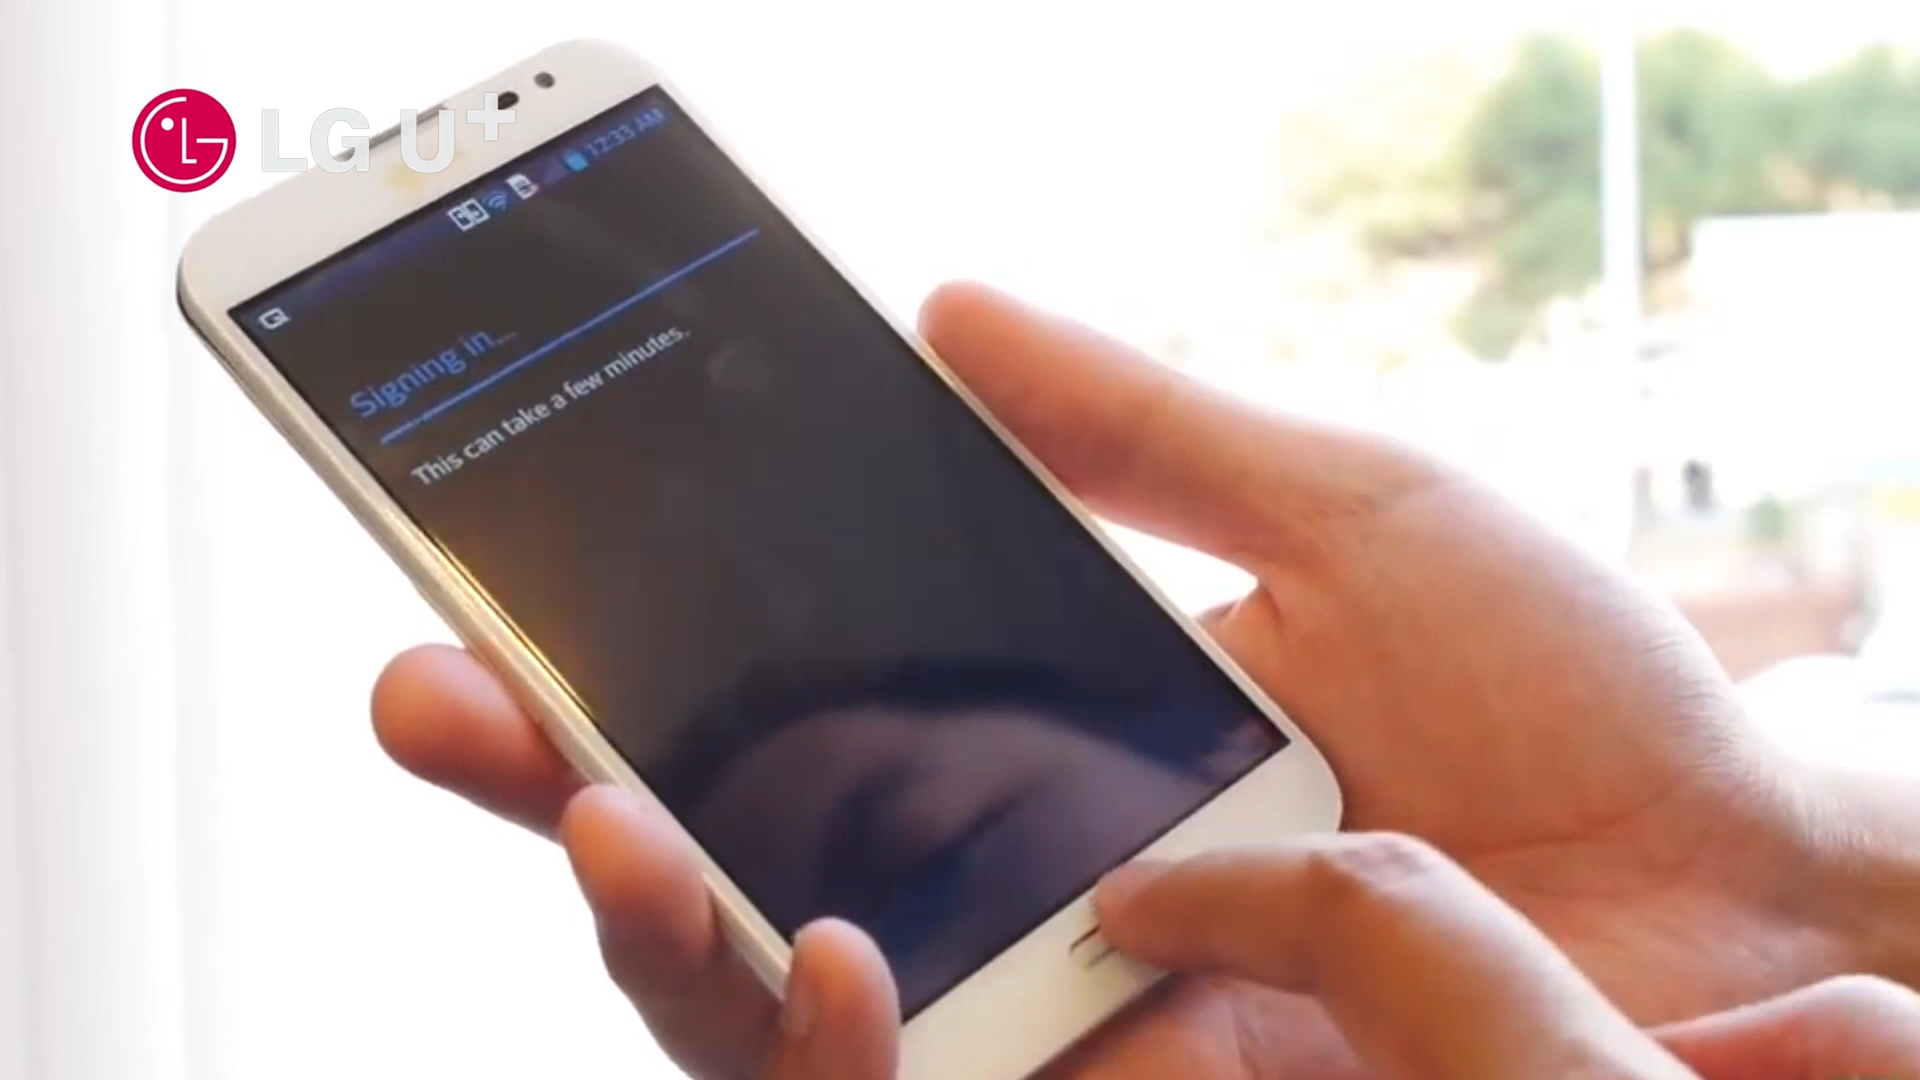 LG U+
12:33 AM
Signing in...
This can take a few minutes.